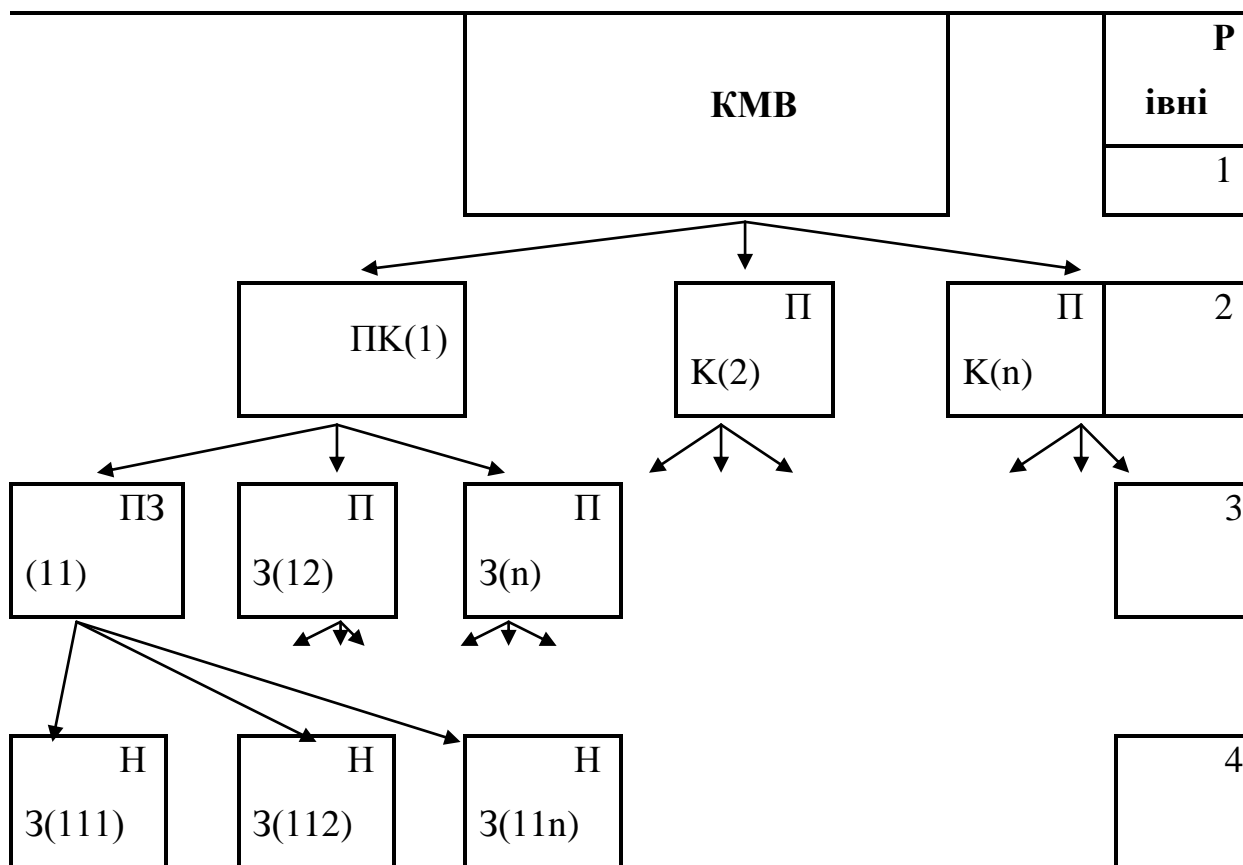 Р
КМВ
івні
1
П
П
2
ПК(1)
К(2)
К(n)
ПЗ
П
П
3
(11)
З(12)
З(n)
Н
Н
Н
4
З(111)
З(112)
З(11n)